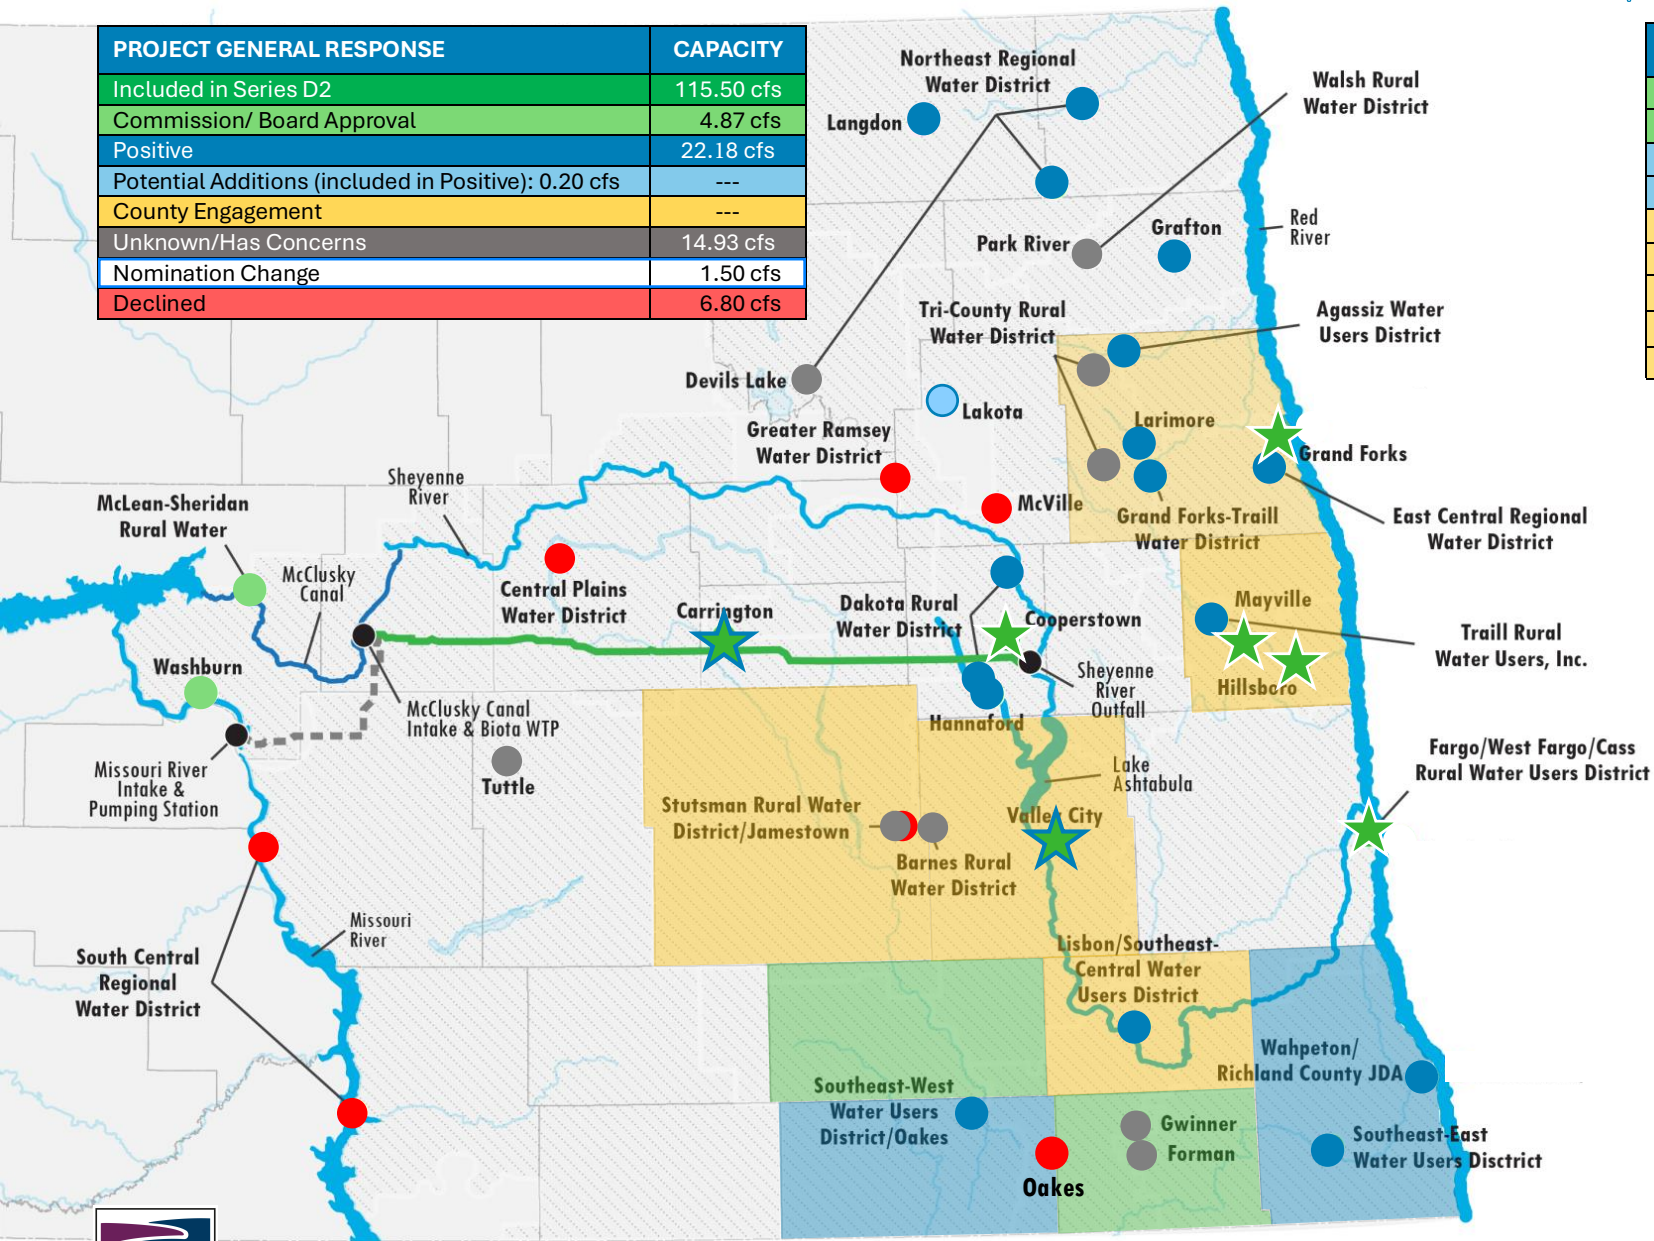 PROJECT GENERAL RESPONSE CAPACITY
Included in Series D2 115.50 cfs
Commission/ Board Approval 4.87 cfs
Positive 22.18 cfs
Potential Additions (included in Positive): 0.20 cfs ---
County Engagement ---
Unknown/Has Concerns 14.93 cfs
Nomination Change 1.50 cfs
Declined 6.80 cfs
Northeast Regional
Water District
Langdon
Walsh Rural
Water District
Park River
Grafton
Red
River
Tri-County Rural
Water District
Agassiz Water
Users District
Devils Lake
Lakota
Larimore
Greater Ramsey
Water District
Grand Forks
Sheyenne
River
McVille
McLean-Sheridan
Rural Water
Grand Forks-Traill
Water District
East Central Regional
Water District
McClusky
Canal
Central Plains
Water District
Carrington
Dakota Rural
Water District
Cooperstown
Mayville
Traill Rural
Water Users, Inc.
Washburn
Sheyenne
River
Outfall
Hillsboro
McClusky Canal
Intake & Biota WTP
Hannaford
Missouri River
Intake &
Pumping Station
Tuttle
Lake
Ashtabula
Fargo/West Fargo/Cass
Rural Water Users District
Stutsman Rural Water
District/Jamestown
Valley City
Barnes Rural
Water District
Missouri
River
South Central
Regional
Water District
Lisbon/Southeast-
Central Water
Users District
Wahpeton/
Richland County JDA
Southeast-West
Water Users
District/Oakes
Gwinner
Forman
Southeast-East
Water Users Disctrict
Oakes